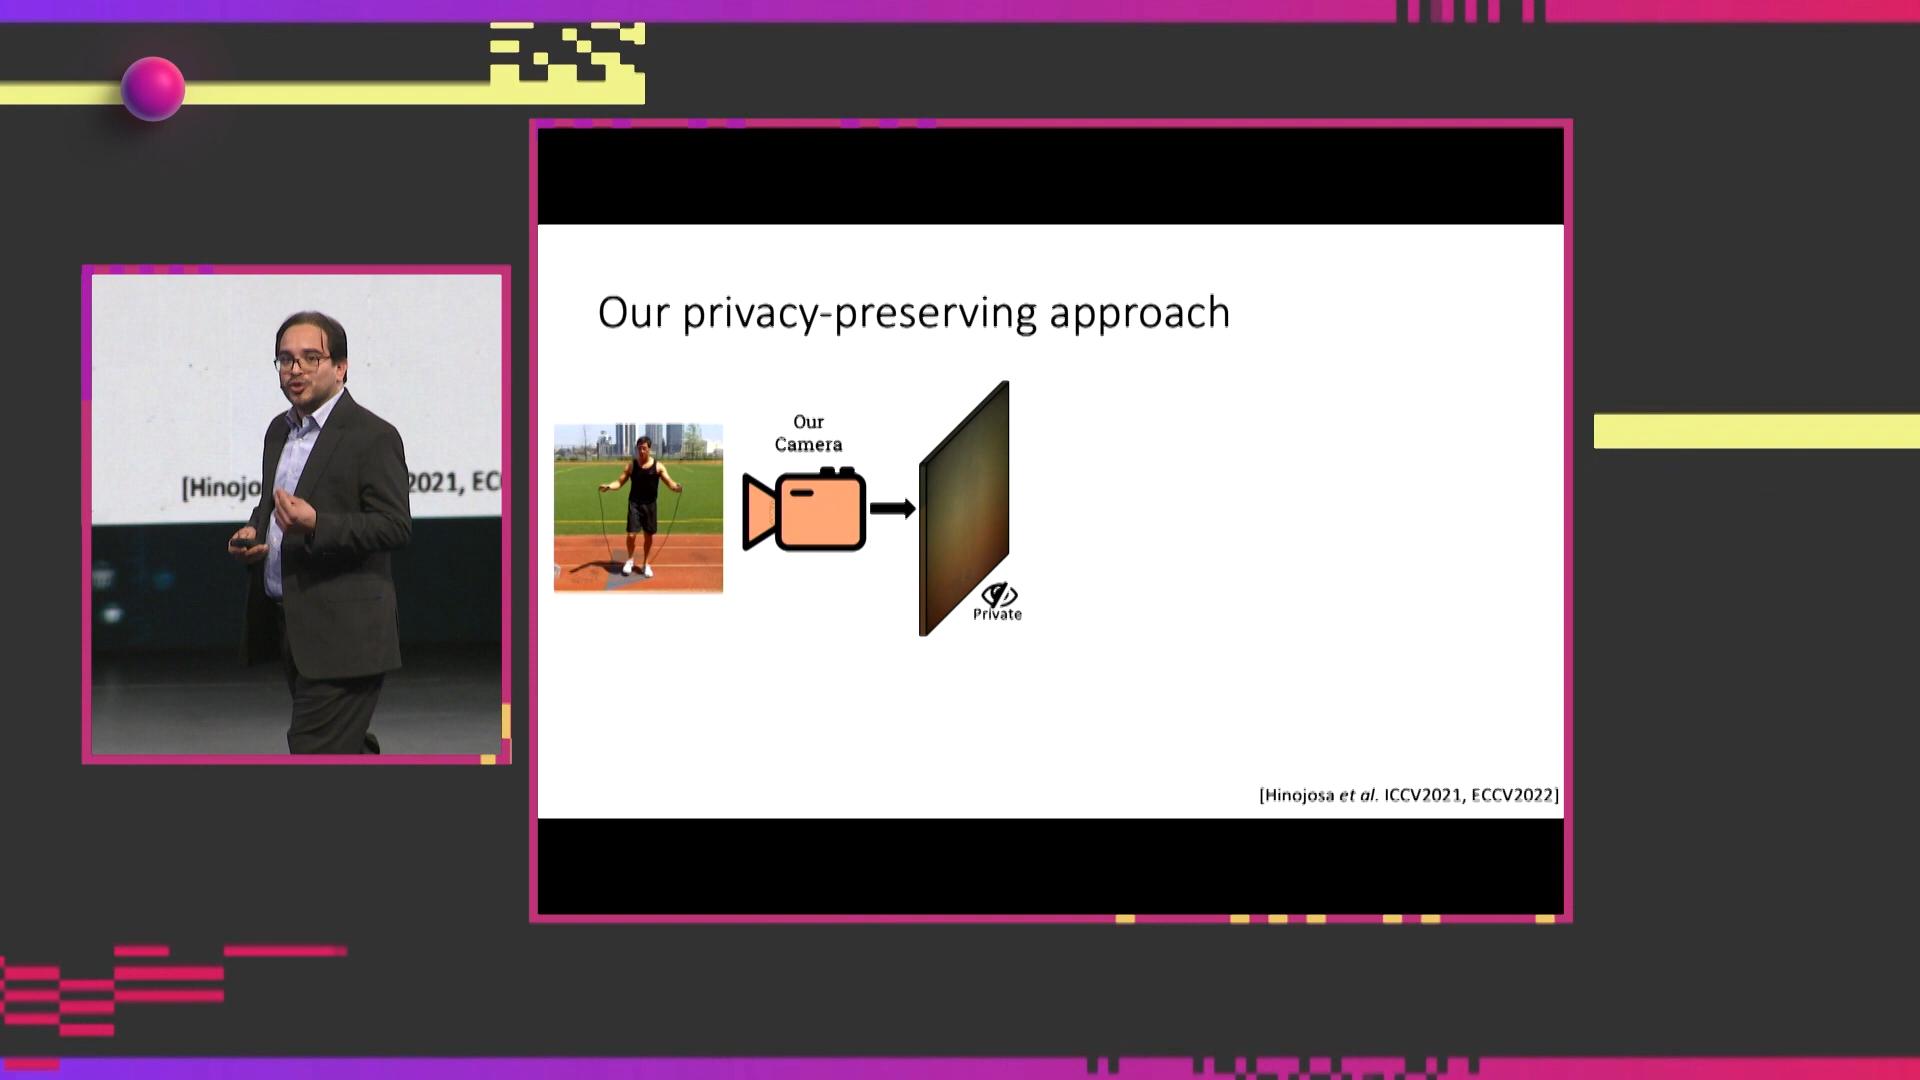 Our privacy-preserving approach
Our
Camera
Private
[Hinojosa et al. ICCV2021, ECCV2022]
[Hinojo 2021, EC